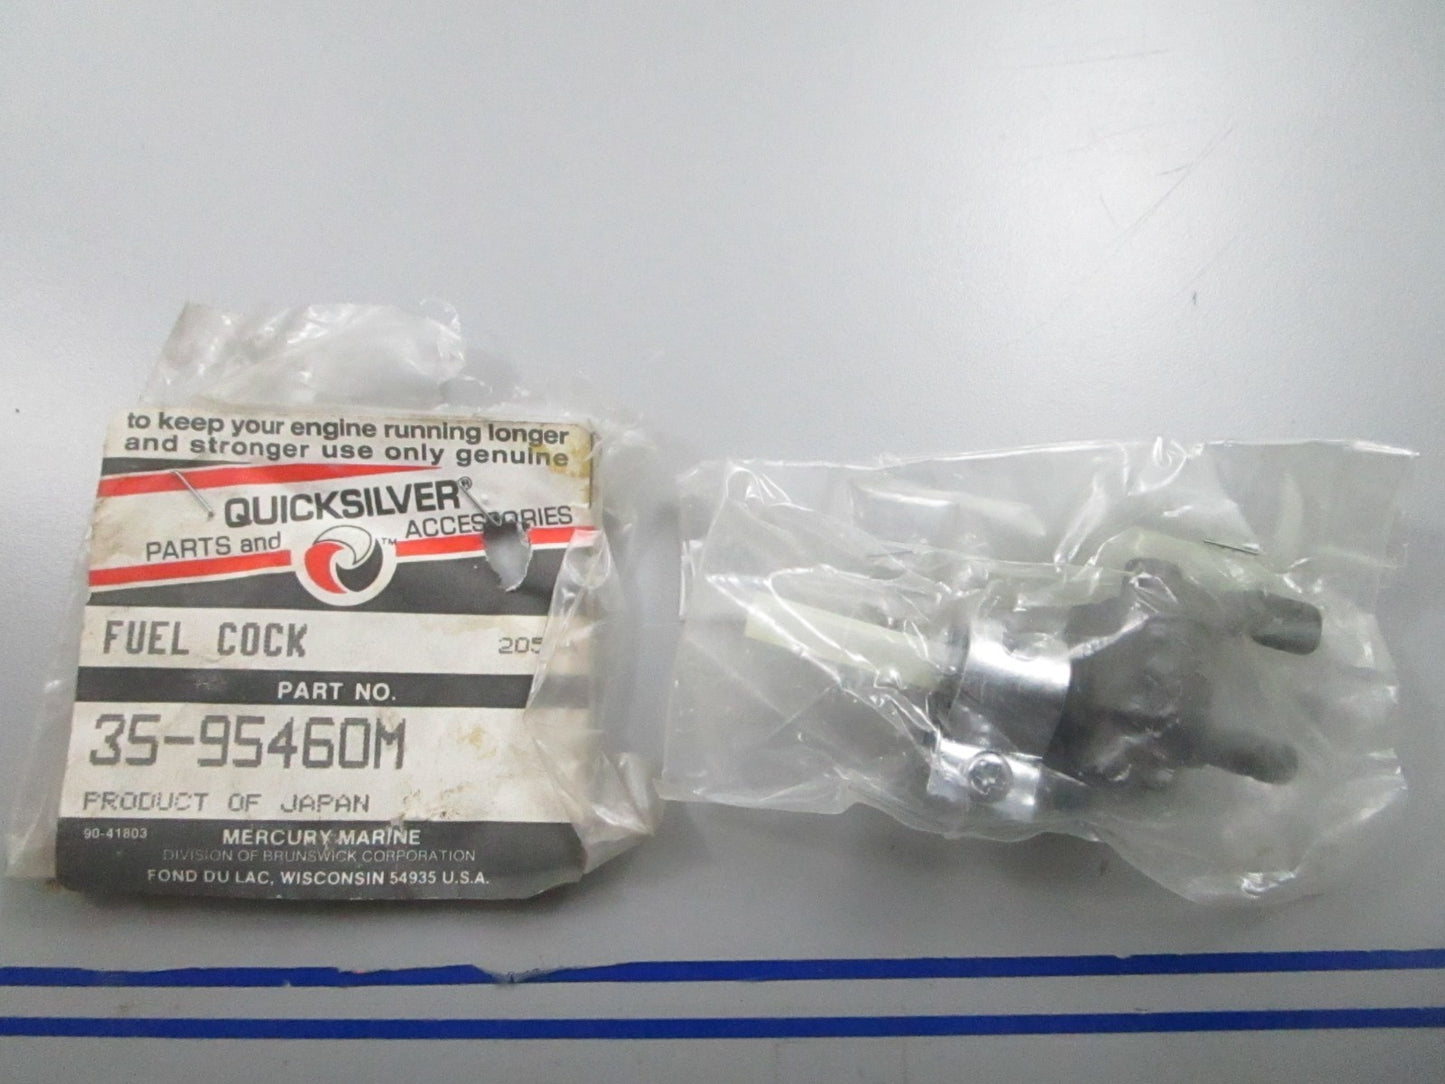 to keep your engine running longer
and stronger use only genuine
QUICKSILVER®
PARTS and ACCESSORIES
™
FUEL COCK
PART NO.
35-95460M
PRODUCT OF JAPAN
90-41803 MERCURY MARINE
DIVISION OF BRUNSWICK CORPORATION
FOND DU LAC, WISCONSIN 54935 U.S.A.